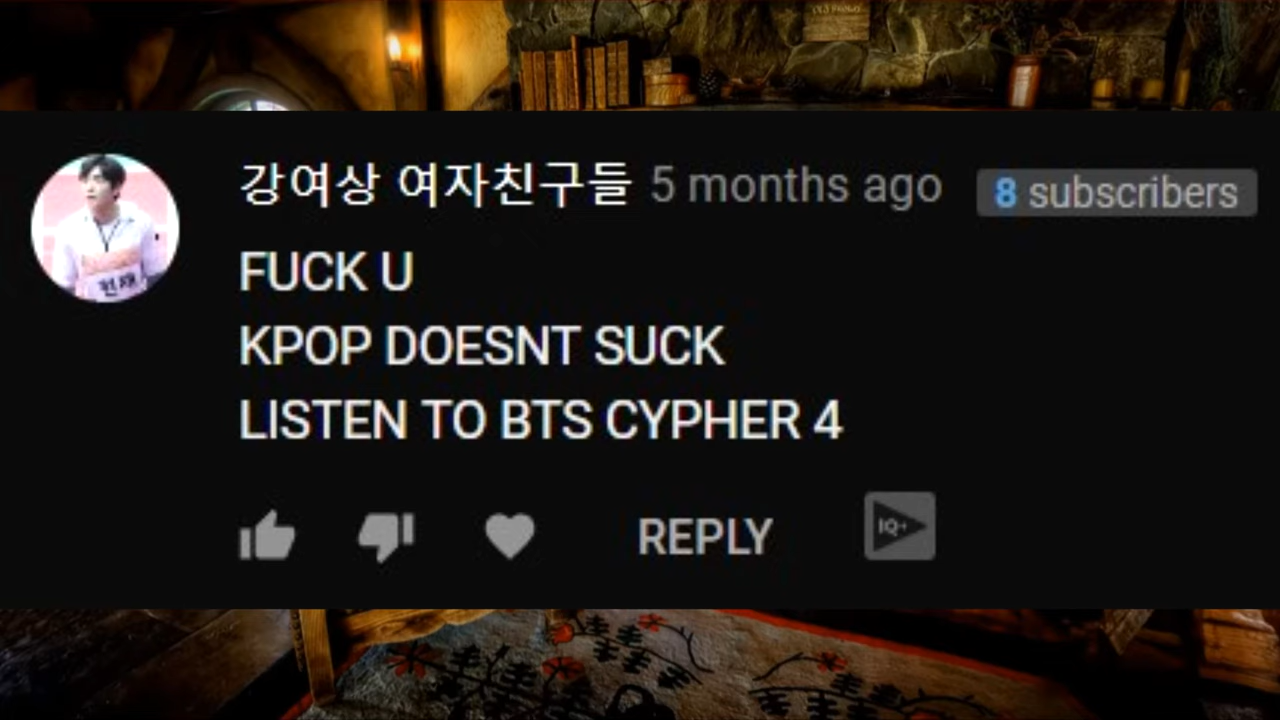 강여상 여자친구들 5 months ago 8 subscribers
FUCK U
KPOP DOESNT SUCK
LISTEN TO BTS CYPHER 4
REPLY
IQ+